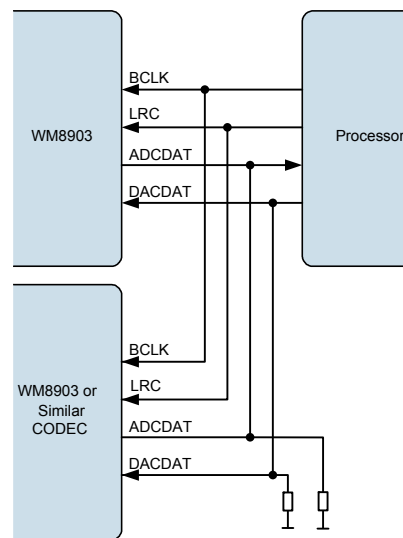 WM8903
BCLK
LRC
ADCDAT
DACDAT
Processor
WM8903 or
Similar
CODEC
BCLK
LRC
ADCDAT
DACDAT